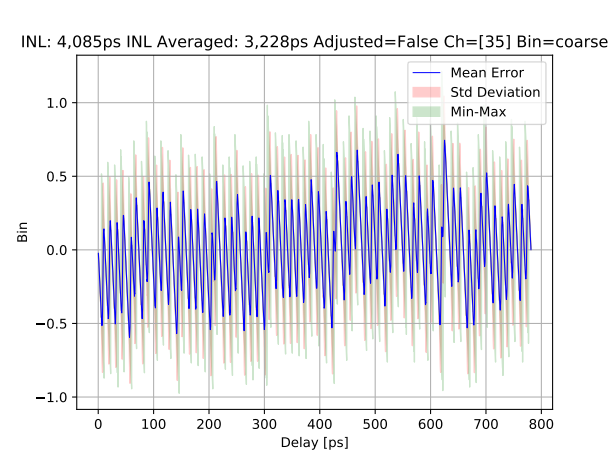 INL: 4,085ps INL Averaged: 3,228ps Adjusted=False Ch=[35] Bin=coarse
Mean Error
Std Deviation
Min-Max
1.0
0.5
0.0
−0.5
−1.0
Bin
0 100 200 300 400 500 600 700 800
Delay [ps]